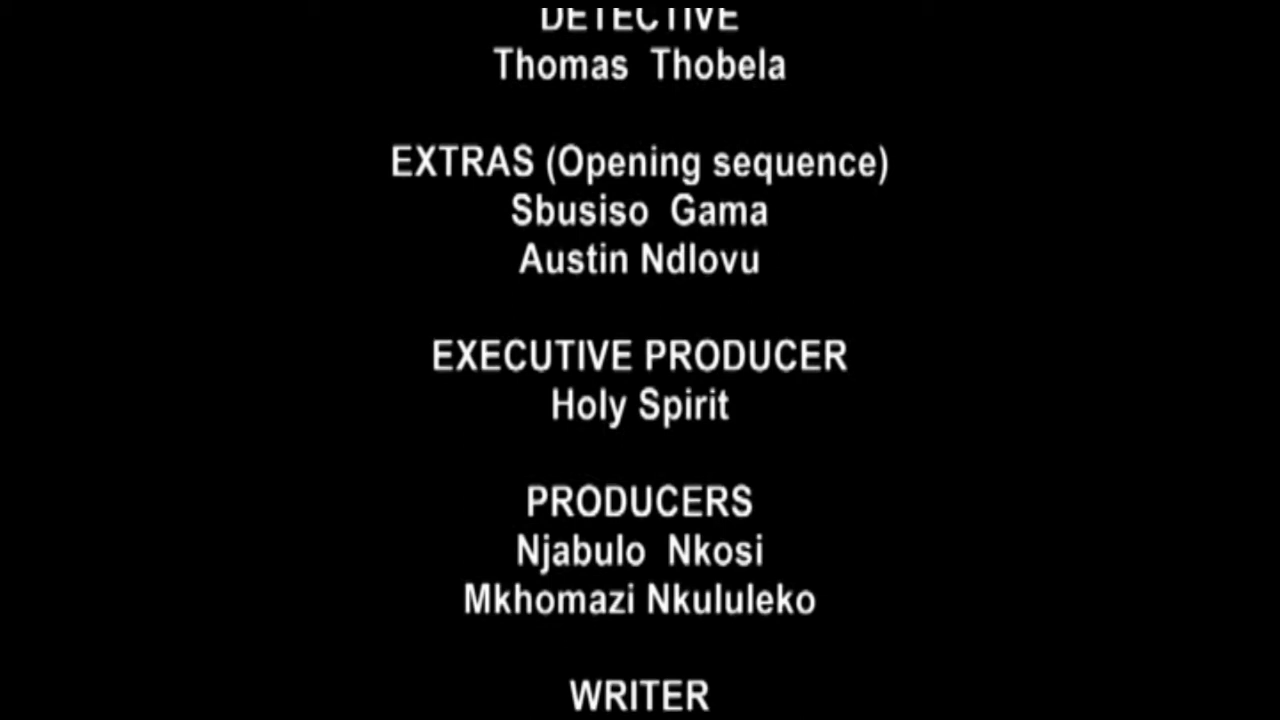 DETECTIVE
Thomas Thobela
EXTRAS (Opening sequence)
Sbusiso Gama
Austin Ndlovu
EXECUTIVE PRODUCER
Holy Spirit
PRODUCERS
Njabulo Nkosi
Mkhomazi Nkululeko
WRITER